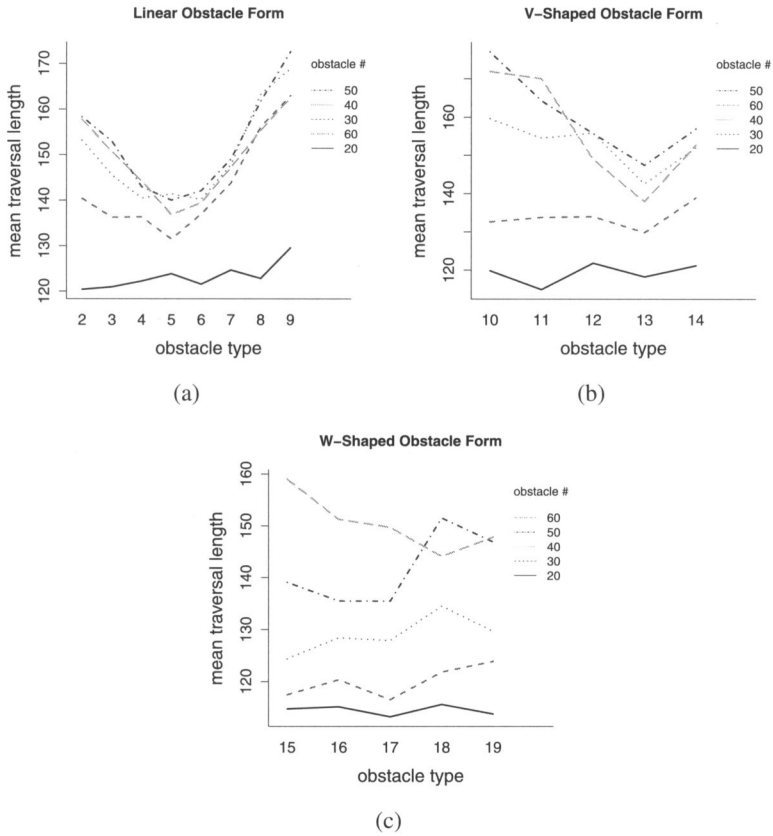 Linear Obstacle Form
mean traversal length
170
160
150
140
130
120
2 3 4 5 6 7 8 9
obstacle type
obstacle #
50
40
30
60
20
(a)
V−Shaped Obstacle Form
mean traversal length
160
140
120
10 11 12 13 14
obstacle type
obstacle #
50
60
40
30
20
(b)
W−Shaped Obstacle Form
mean traversal length
160
150
140
130
120
15 16 17 18 19
obstacle type
obstacle #
60
50
40
30
20
(c)